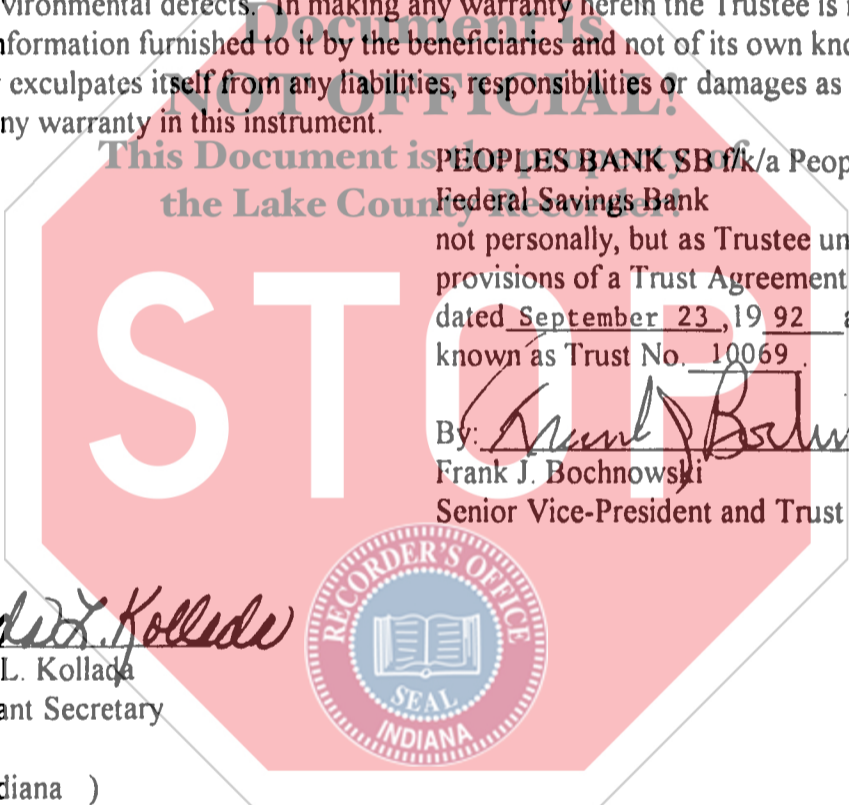 vironmental defects. In making any warranty herein the Trustee is
Document is
nformation furnished to it by the beneficiaries and not of its own kno
exculpates itself from any liabilities, responsibilities or damages as
NOT OFFICIAL!
ny warranty in this instrument.
This Document is the property of
the Lake County Recorder!
PEOPLES BANK SB f/k/a Peop
Federal Savings Bank
not personally, but as Trustee un
provisions of a Trust Agreement
dated September 23 ,19 92
known as Trust No. 10069 .
STOP
By:
Frank J. Bochnowski
Senior Vice-President and Trust
RECORDER'S OFFICE
SEAL
INDIANA
L. Kollada
L. Kollada
ant Secretary
diana )